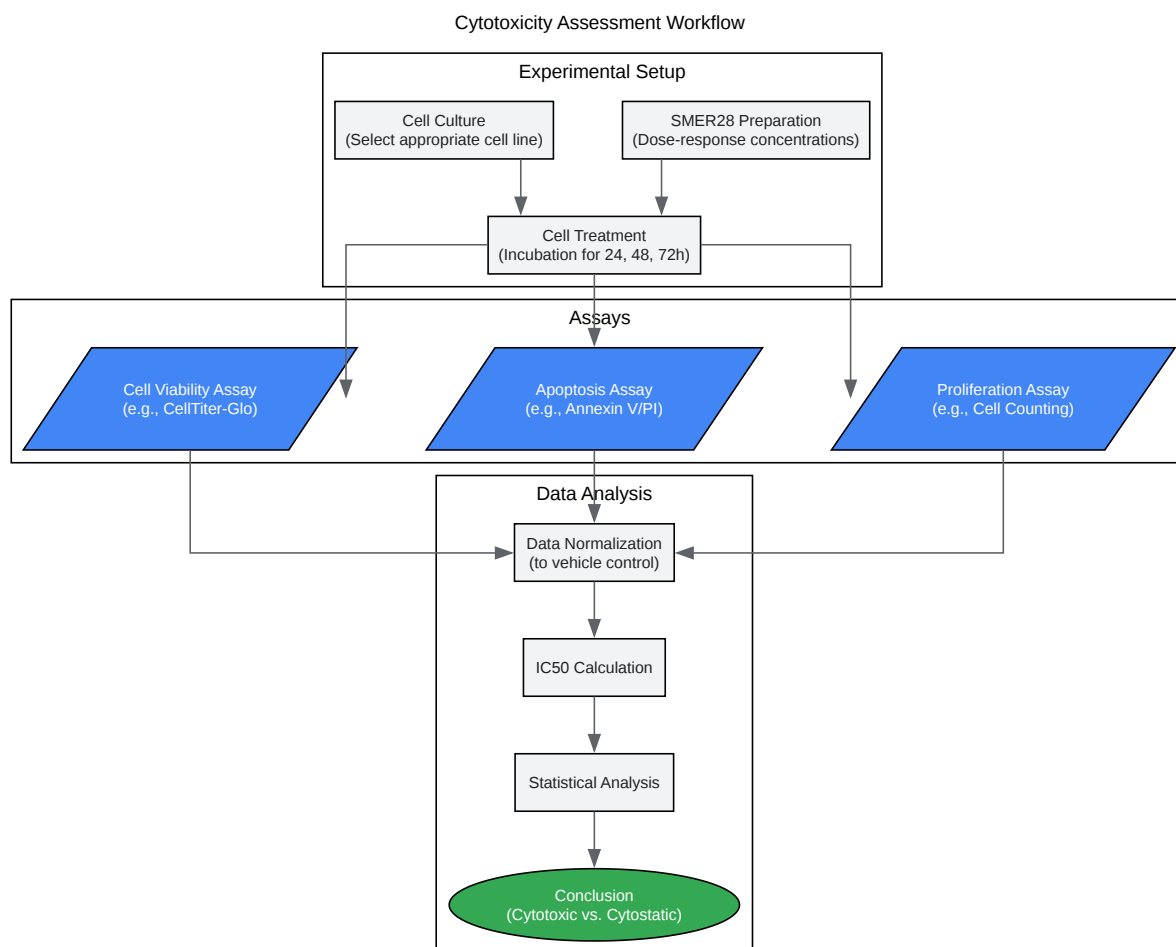 Cytotoxicity Assessment Workflow
Experimental Setup
Cell Culture
(Select appropriate cell line)
SMER28 Preparation
(Dose-response concentrations)
Cell Treatment
(Incubation for 24, 48, 72h)
Assays
Cell Viability Assay
(e.g., CellTiter-Glo)
Apoptosis Assay
(e.g., Annexin V/PI)
Proliferation Assay
(e.g., Cell Counting)
Data Analysis
Data Normalization
(to vehicle control)
IC50 Calculation
Statistical Analysis
Conclusion
(Cytotoxic vs. Cytostatic)